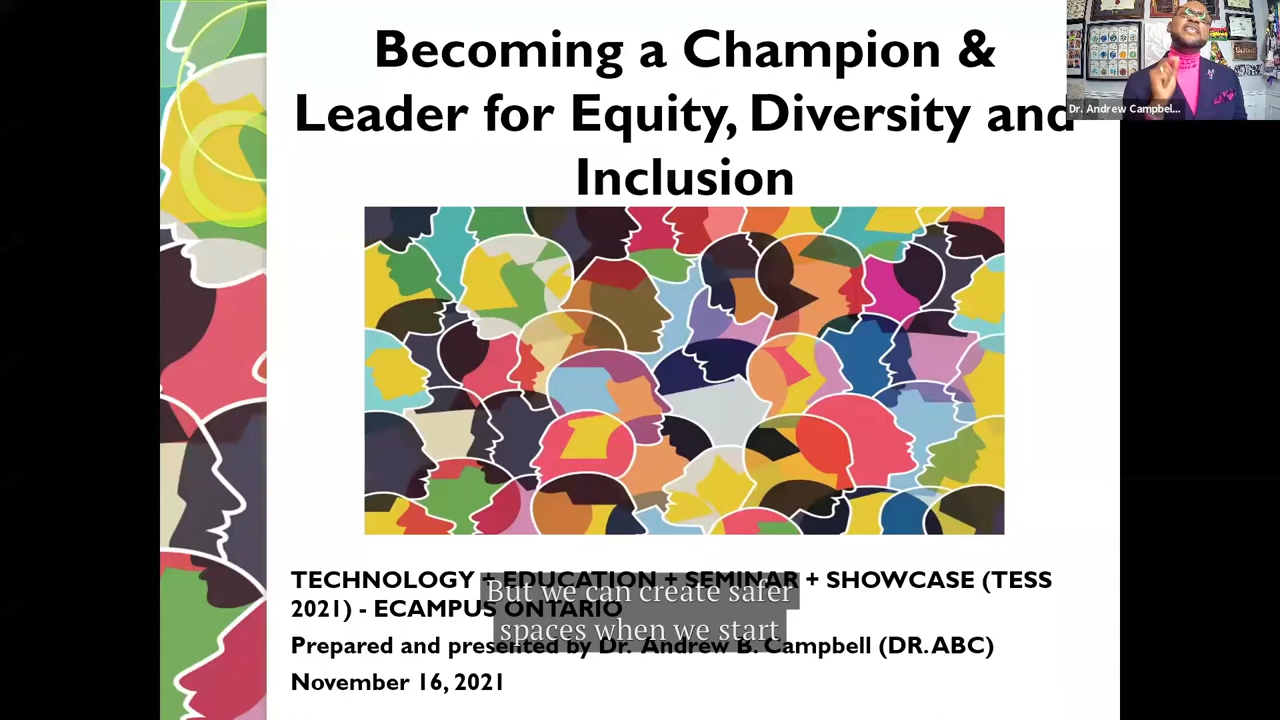 Becoming a Champion &
Leader for Equity, Diversity and
Inclusion
Dr. Andrew Campbel...
TECHNOLOGY + EDUCATION + SEMINAR + SHOWCASE (TESS
2021) - ECAMPUS ONTARIO
But we can create safer
spaces when we start
Prepared and presented by Dr. Andrew B. Campbell (DR. ABC)
November 16, 2021